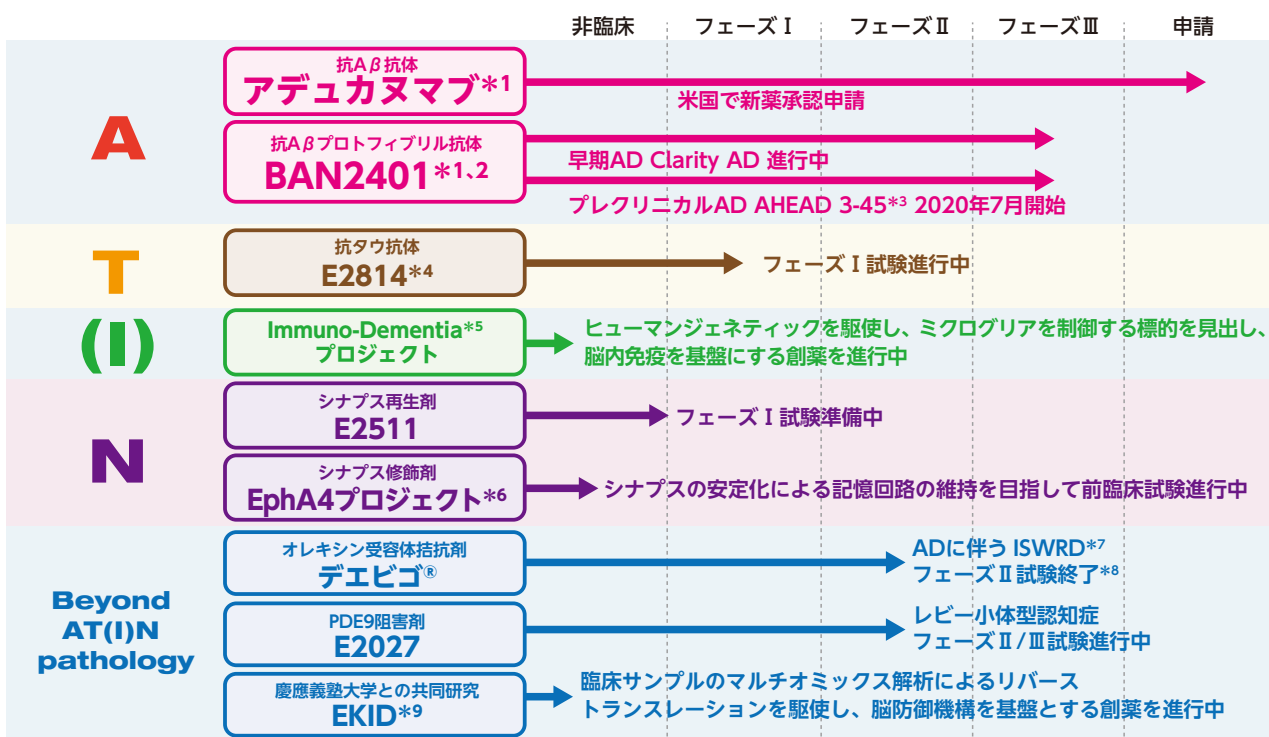 非臨床 フェーズⅠ フェーズⅡ フェーズⅢ 申請
A
抗Aβ抗体
アデュカヌマブ*1
米国で新薬承認申請
抗Aβプロトフィブリル抗体
BAN2401*1、2
早期AD Clarity AD 進行中
プレクリニカルAD AHEAD 3-45*3 2020年7月開始
T
抗タウ抗体
E2814*4
フェーズⅠ試験進行中
(I)
Immuno-Dementia*5
プロジェクト
ヒューマンジェネティックを駆使し、ミクログリアを制御する標的を見出し、
脳内免疫を基盤にする創薬を進行中
N
シナプス再生剤
E2511
フェーズⅠ試験準備中
シナプス修飾剤
EphA4プロジェクト*6
シナプスの安定化による記憶回路の維持を目指して前臨床試験進行中
Beyond
AT(I)N
pathology
オレキシン受容体拮抗剤
デエビゴ®
ADに伴う ISWRD*7
フェーズⅡ試験終了*8
PDE9阻害剤
E2027
レビー小体型認知症
フェーズⅡ/Ⅲ試験進行中
慶應義塾大学との共同研究
EKID*9
臨床サンプルのマルチオミックス解析によるリバース
トランスレーションを駆使し、脳防御機構を基盤とする創薬を進行中